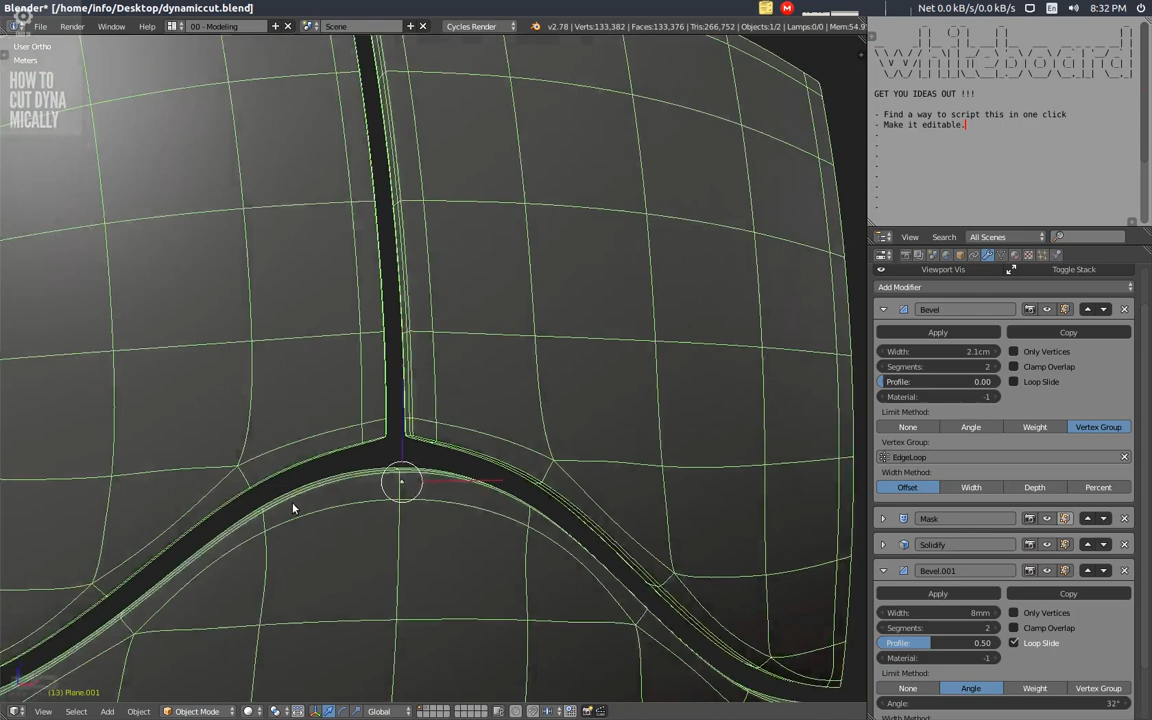 Blender* [/home/info/Desktop/dynamiccut.blend]
Net 0.0 kB/s/0.0 kB/s En 8:32 PM
File Render Window Help 00 - Modeling Scene Cycles Render v2.78 | Verts:133,382 | Faces:133,376 | Tris:266,752 | Objects:1/2 | Lamps:0/0 | Mem:54.9
User Ortho
Meters
HOW TO
CUT DYNA
MICALLY
whiteboard
GET YOU IDEAS OUT !!!
- Find a way to script this in one click
- Make it editable.
-
-
-
-
-
-
-
-
View Search All Scenes
Viewport Vis Toggle Stack
Add Modifier
Bevel
Apply Copy
Width: 2.1cm Only Vertices
Segments: 2 Clamp Overlap
Profile: 0.00 Loop Slide
Material: -1
Limit Method:
None Angle Weight Vertex Group
Vertex Group:
EdgeLoop
Width Method:
Offset Width Depth Percent
Mask
Solidify
Bevel.001
Apply Copy
Width: 8mm Only Vertices
Segments: 2 Clamp Overlap
Profile: 0.50 Loop Slide
Material: -1
Limit Method:
None Angle Weight Vertex Group
Angle: 32°
Width Method:
(13) Plane.001
View Select Add Object Object Mode Global